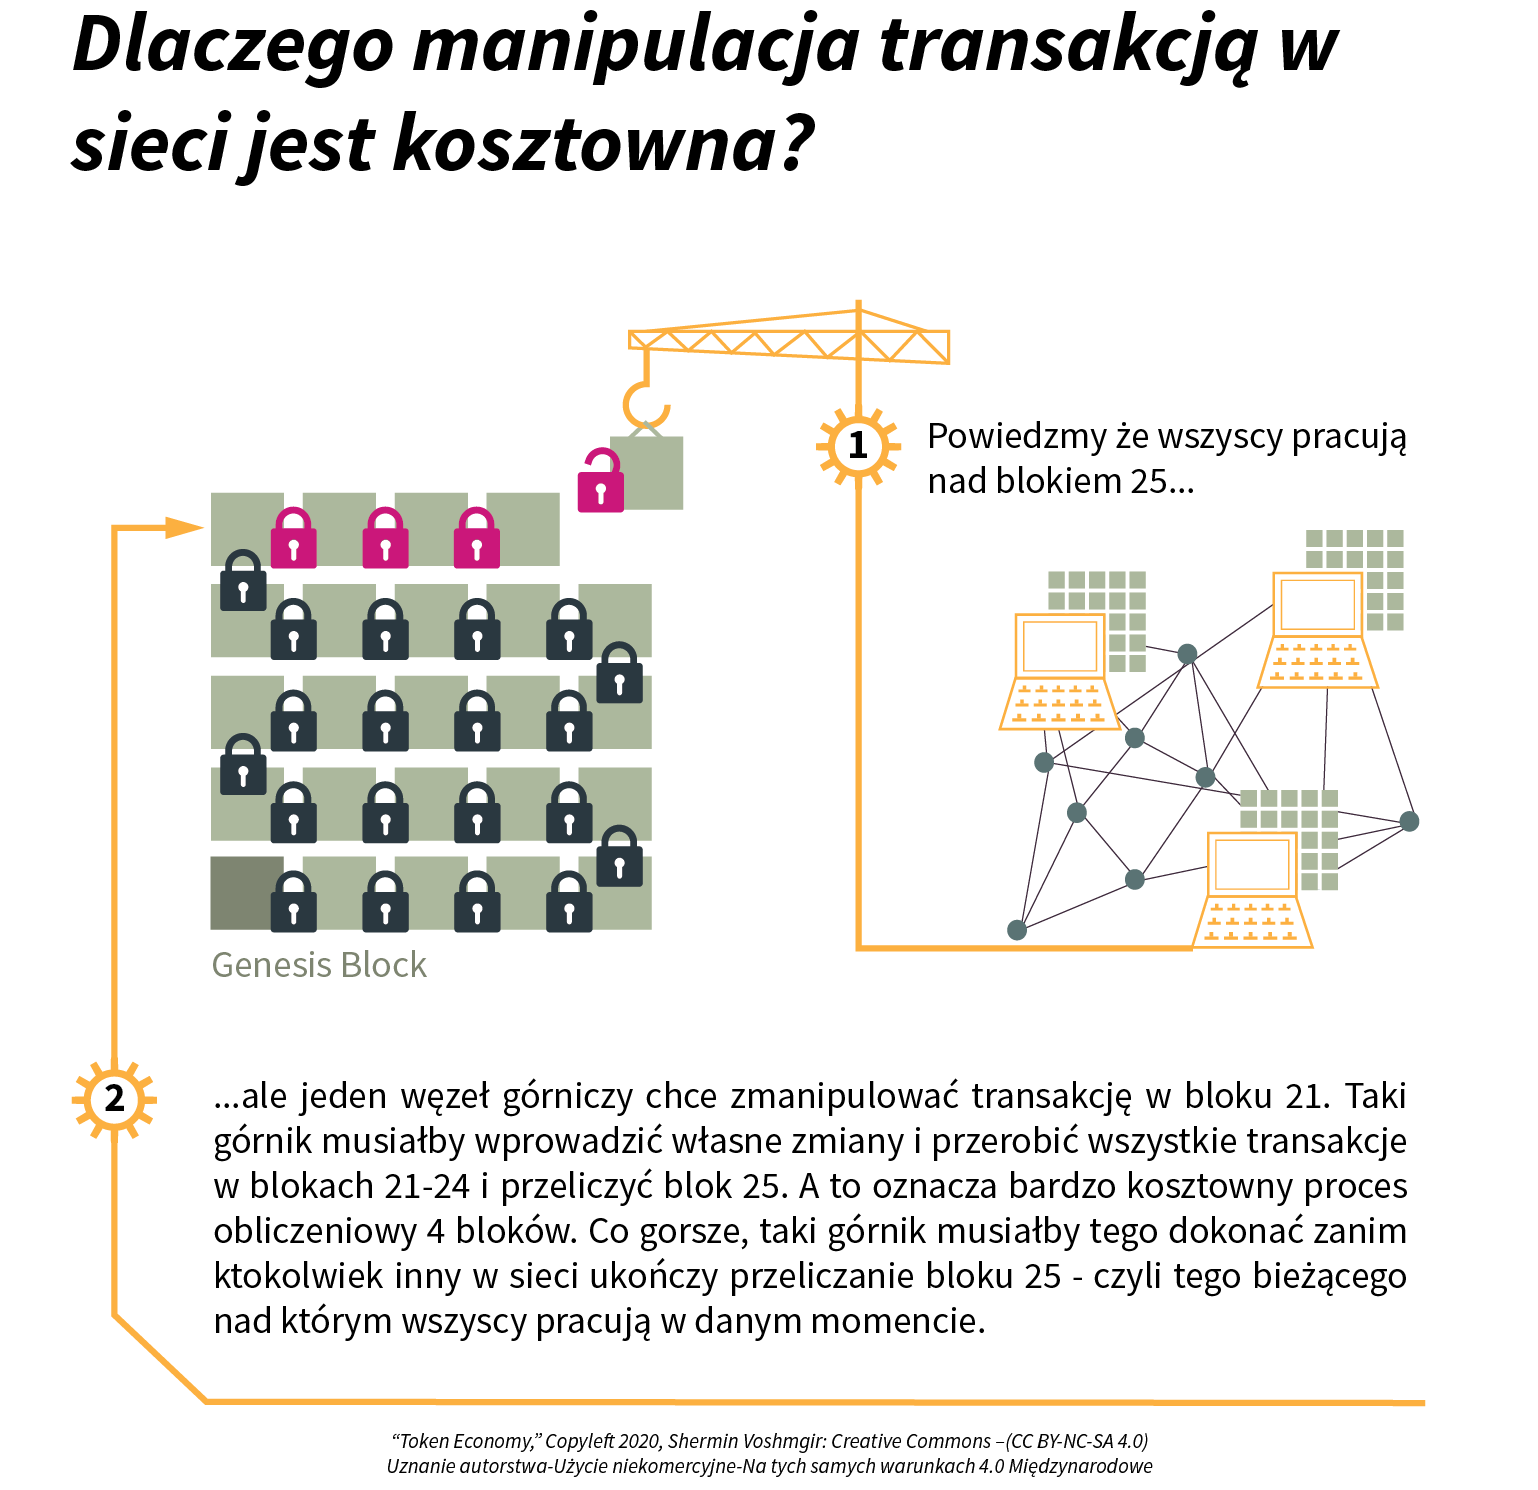 Dlaczego manipulacja transakcją w
sieci jest kosztowna?
1
Powiedzmy że wszyscy pracują
nad blokiem 25...
Genesis Block
2
...ale jeden węzeł górniczy chce zmanipulować transakcję w bloku 21. Taki
górnik musiałby wprowadzić własne zmiany i przerobić wszystkie transakcje
w blokach 21-24 i przeliczyć blok 25. A to oznacza bardzo kosztowny proces
obliczeniowy 4 bloków. Co gorsze, taki górnik musiałby tego dokonać zanim
ktokolwiek inny w sieci ukończy przeliczanie bloku 25 - czyli tego bieżącego
nad którym wszyscy pracują w danym momencie.
“Token Economy,” Copyleft 2020, Shermin Voshmgir: Creative Commons –(CC BY-NC-SA 4.0)
Uznanie autorstwa-Użycie niekomercyjne-Na tych samych warunkach 4.0 Międzynarodowe